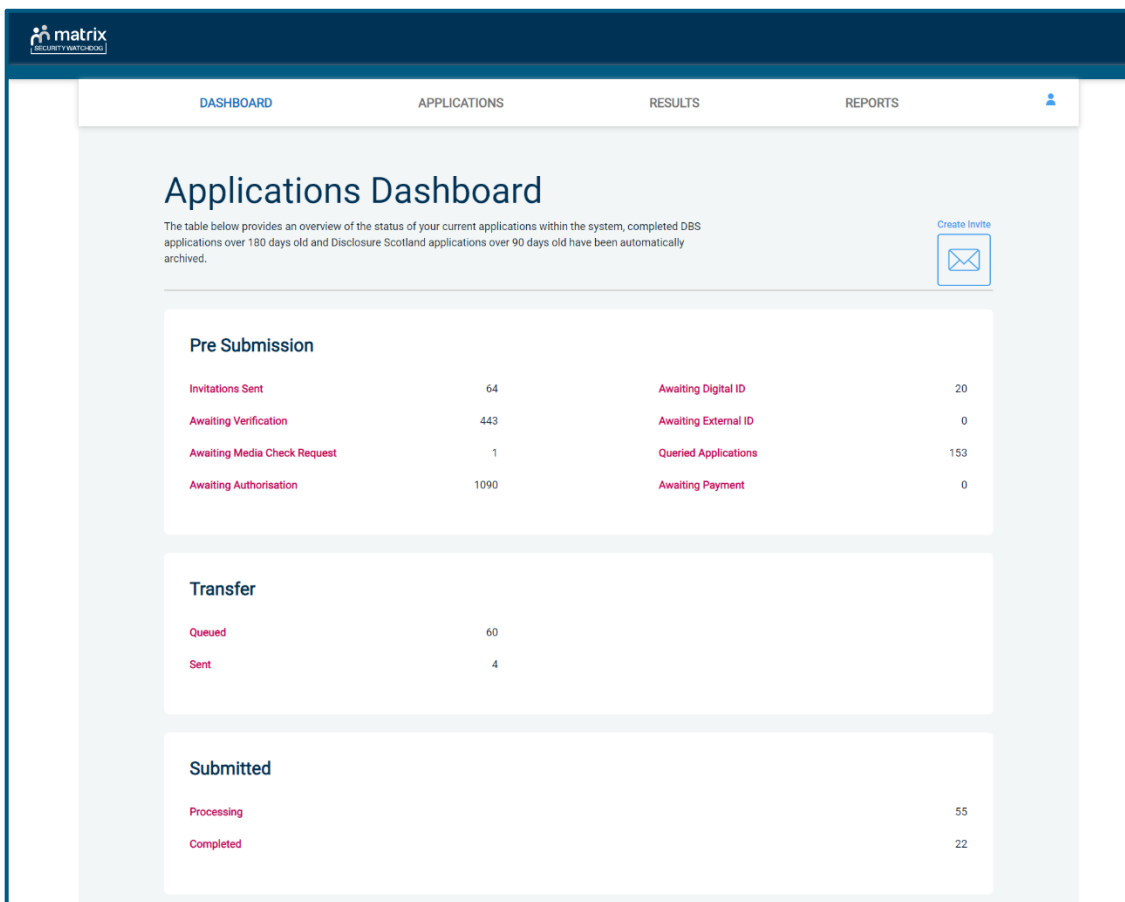 matrix
SECURITY WATCHDOG
DASHBOARD APPLICATIONS RESULTS REPORTS
Applications Dashboard
The table below provides an overview of the status of your current applications within the system, completed DBS
applications over 180 days old and Disclosure Scotland applications over 90 days old have been automatically
archived.
Create Invite
Pre Submission
Invitations Sent 64 Awaiting Digital ID 20
Awaiting Verification 443 Awaiting External ID 0
Awaiting Media Check Request 1 Queried Applications 153
Awaiting Authorisation 1090 Awaiting Payment 0
Transfer
Queued 60
Sent 4
Submitted
Processing 55
Completed 22